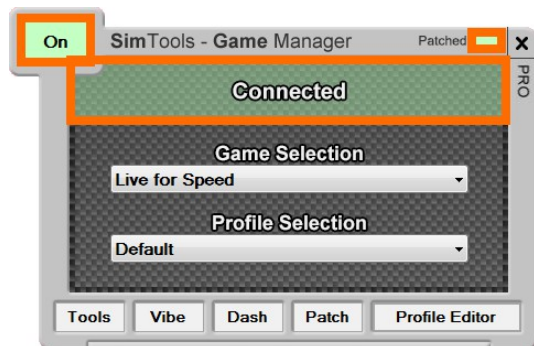 On
SimTools - Game Manager
Patched
X
PRO
Connected
Game Selection
Live for Speed
Profile Selection
Default
Tools
Vibe
Dash
Patch
Profile Editor